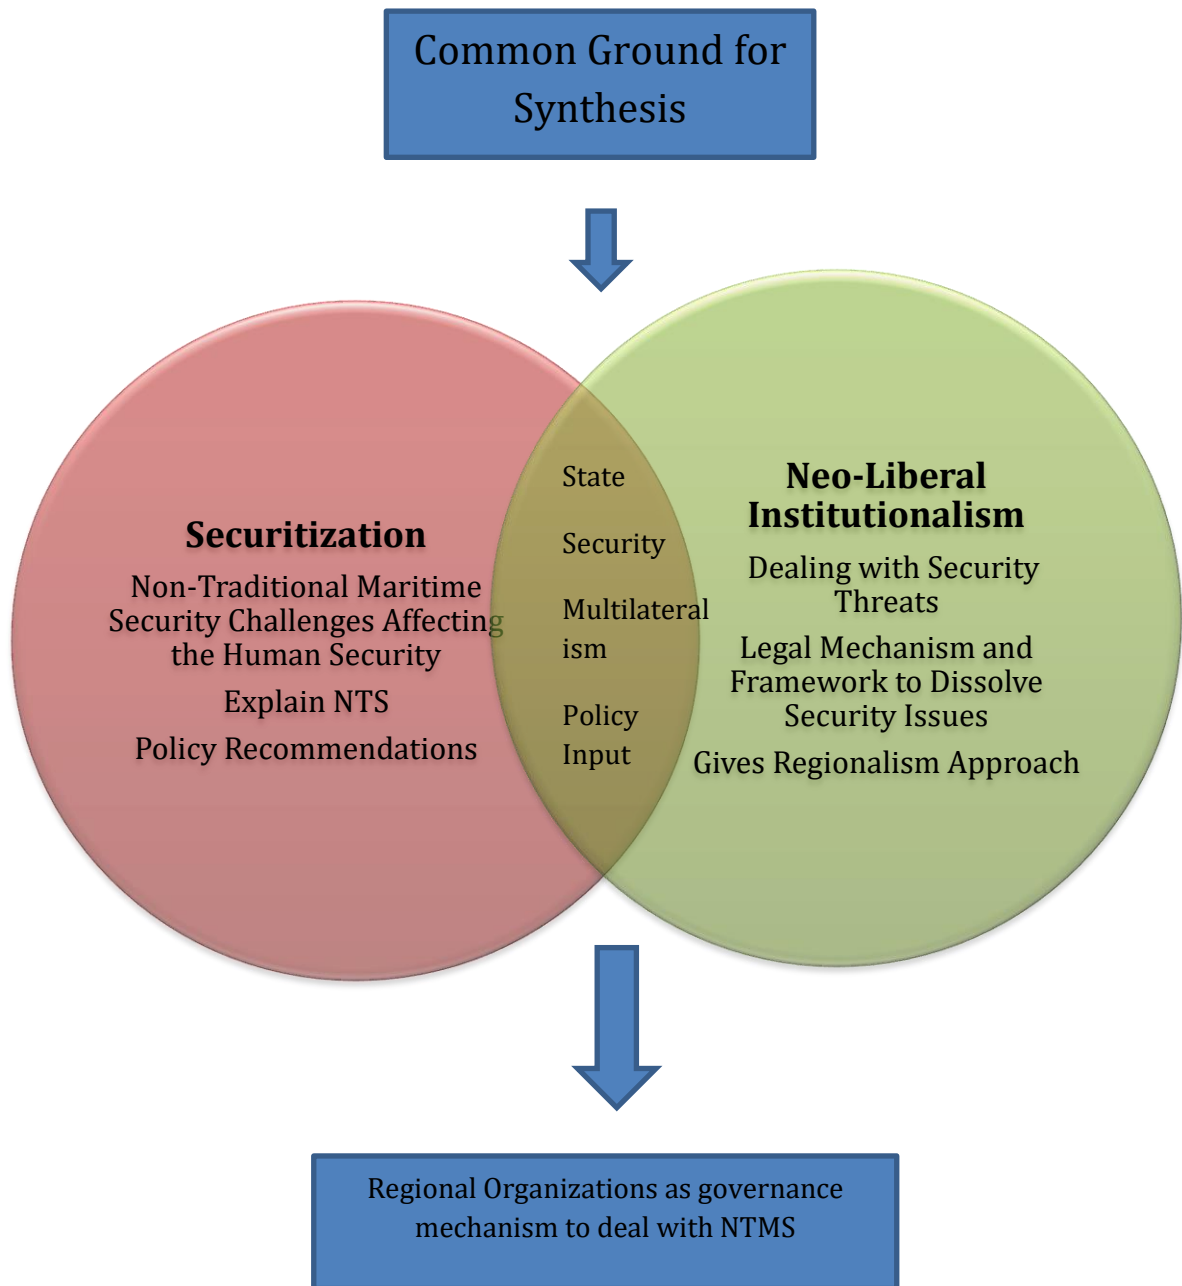 Common Ground for
Synthesis
Securitization
Non-Traditional Maritime
Security Challenges Affecting
the Human Security
Explain NTS
Policy Recommendations
State
Security
Multilateral
ism
Policy
Input
Neo-Liberal
Institutionalism
Dealing with Security
Threats
Legal Mechanism and
Framework to Dissolve
Security Issues
Gives Regionalism Approach
Regional Organizations as governance
mechanism to deal with NTMS